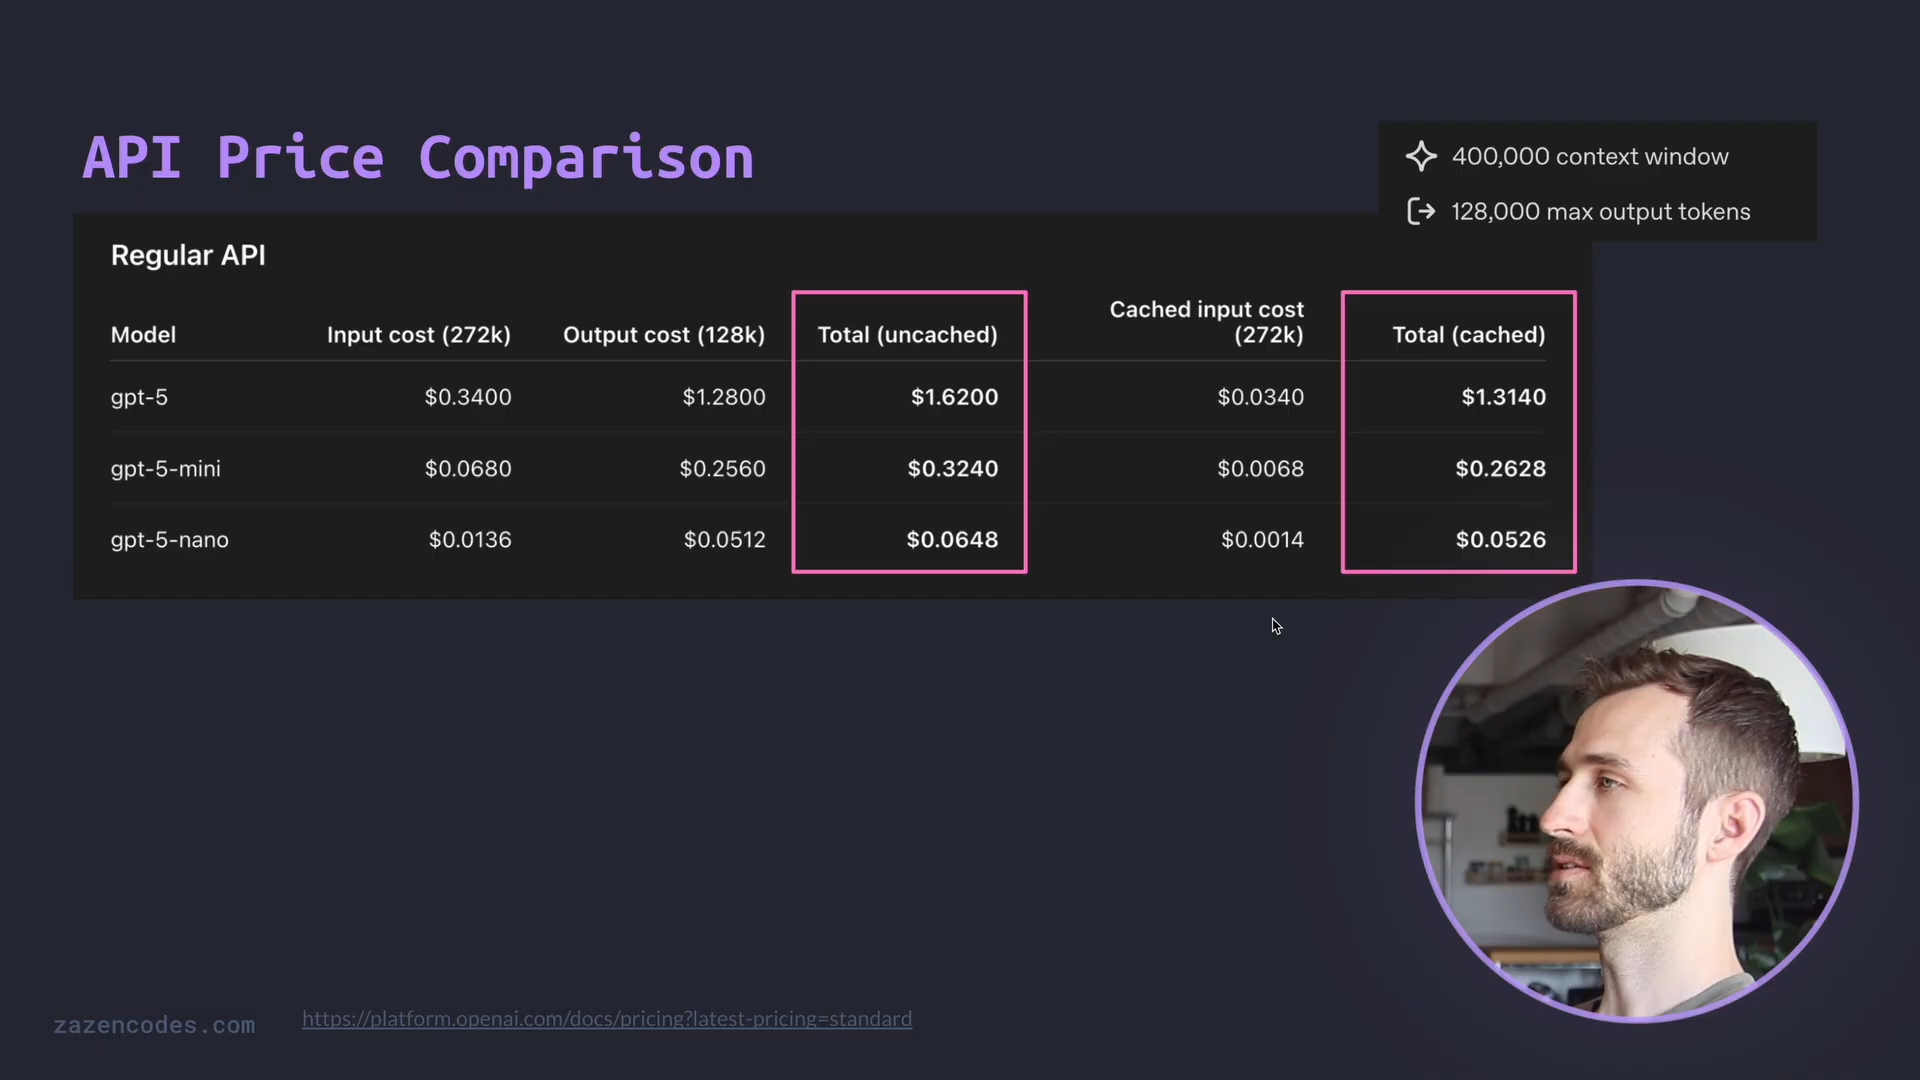 API Price Comparison
400,000 context window
128,000 max output tokens
Regular API
Model Input cost (272k) Output cost (128k) Total (uncached) Cached input cost (272k) Total (cached)
gpt-5 $0.3400 $1.2800 $1.6200 $0.0340 $1.3140
gpt-5-mini $0.0680 $0.2560 $0.3240 $0.0068 $0.2628
gpt-5-nano $0.0136 $0.0512 $0.0648 $0.0014 $0.0526
zazencodes.com https://platform.openai.com/docs/pricing?latest-pricing=standard